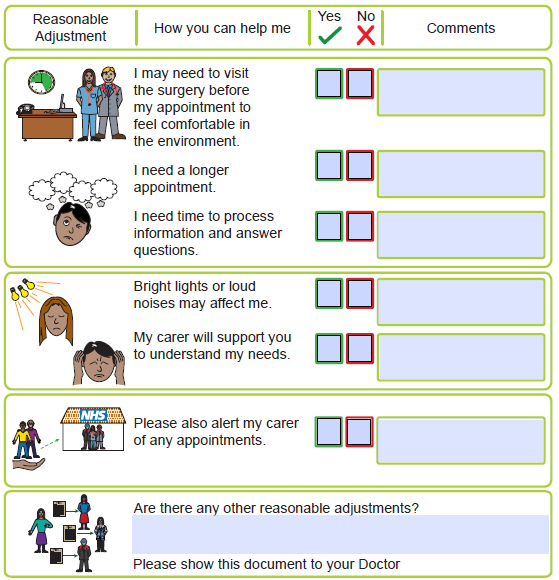 Reasonable
Adjustment
How you can help me
Yes
No
Comments
I may need to visit
the surgery before
my appointment to
feel comfortable in
the environment.
I need a longer
appointment.
I need time to process
information and answer
questions.
Bright lights or loud
noises may affect me.
My carer will support you
to understand my needs.
NHS
Please also alert my carer
of any appointments.
Are there any other reasonable adjustments?
Please show this document to your Doctor